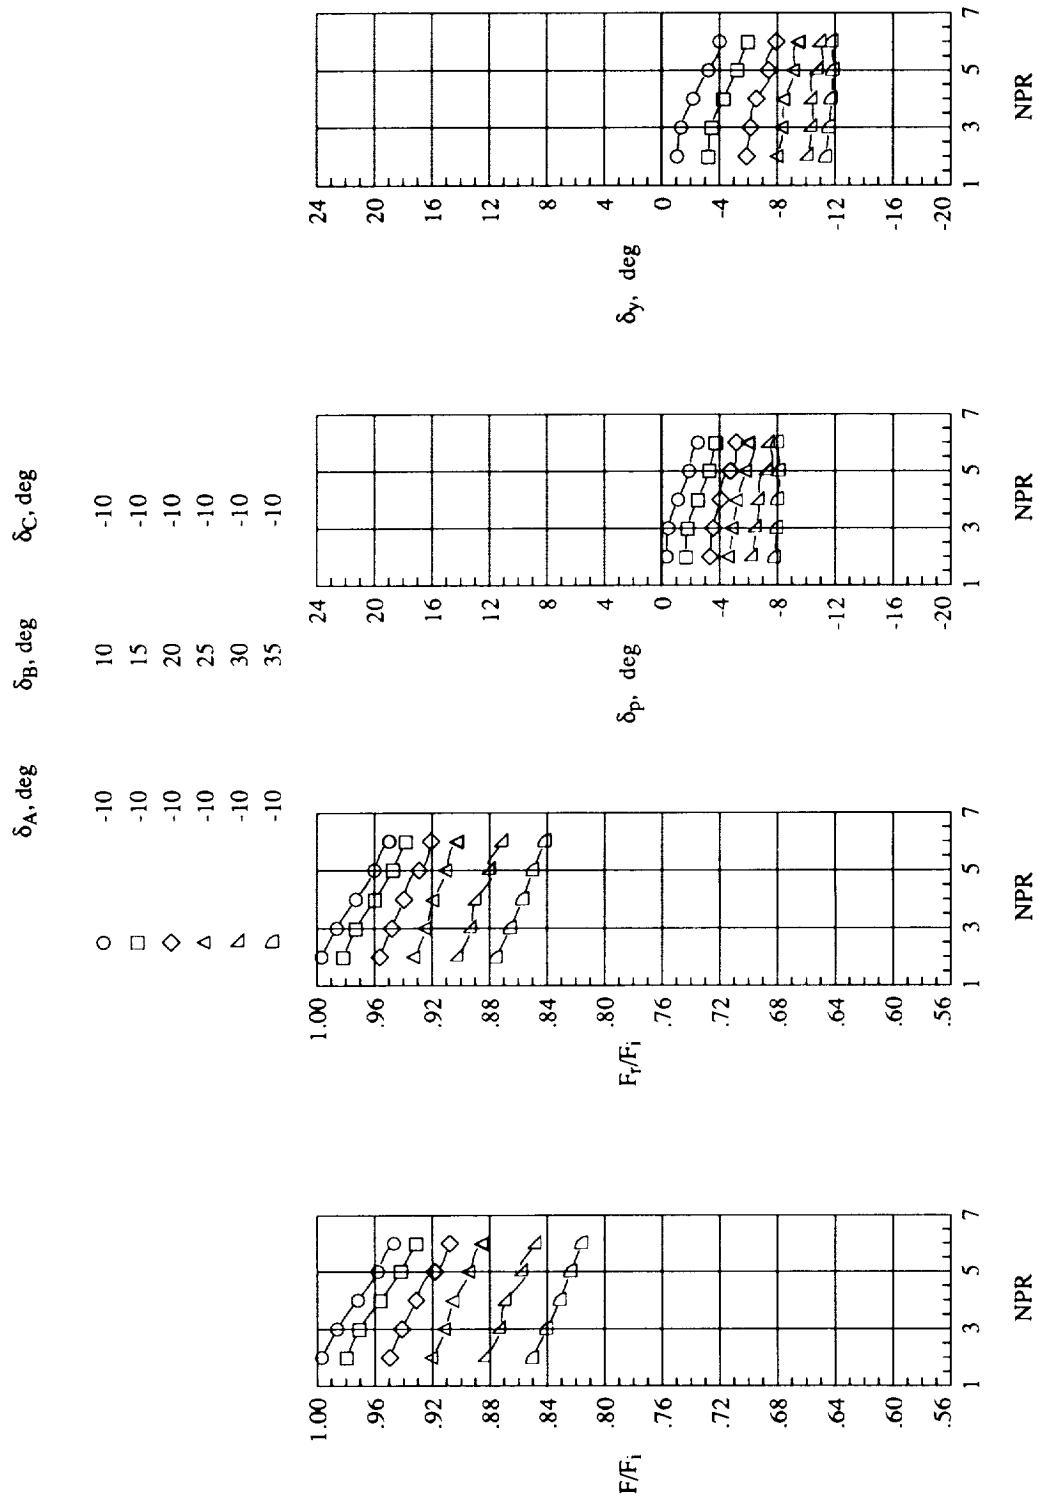 δA, deg δB, deg δC, deg
-10 10 -10
-10 15 -10
-10 20 -10
-10 25 -10
-10 30 -10
-10 35 -10
1.00
.96
.92
.88
.84
.80
.76
.72
.68
.64
.60
.56
F/Fi
1 3 5 7
NPR
1.00
.96
.92
.88
.84
.80
.76
.72
.68
.64
.60
.56
Fr/Fi
1 3 5 7
NPR
24
20
16
12
8
4
0
-4
-8
-12
-16
-20
δp, deg
1 3 5 7
NPR
24
20
16
12
8
4
0
-4
-8
-12
-16
-20
δy, deg
1 3 5 7
NPR